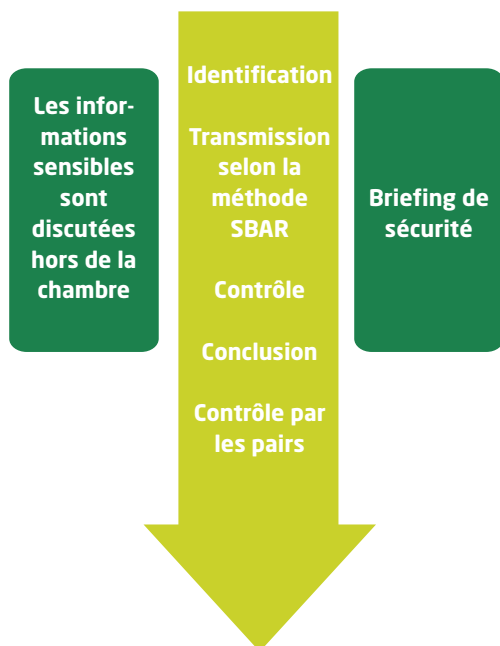 Les infor-
mations
sensibles
sont
discutées
hors de la
chambre
Identification
Transmission
selon la
méthode
SBAR
Contrôle
Conclusion
Contrôle par
les pairs
Briefing de
sécurité